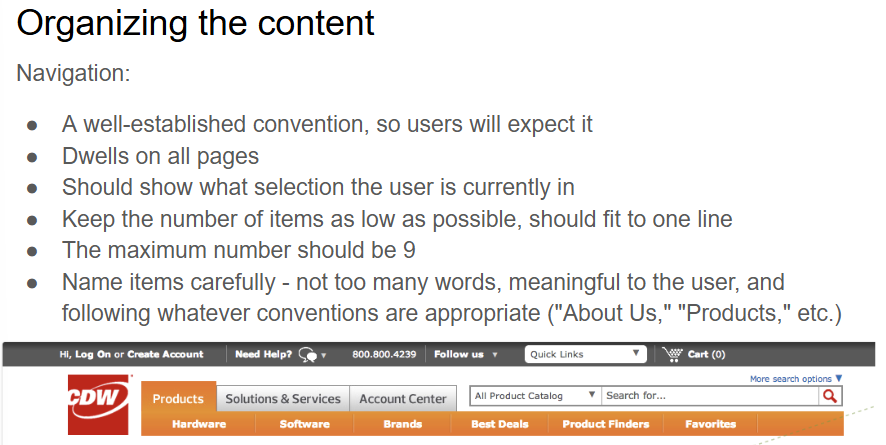 Organizing the content
Navigation:
● A well-established convention, so users will expect it
● Dwells on all pages
● Should show what selection the user is currently in
● Keep the number of items as low as possible, should fit to one line
● The maximum number should be 9
● Name items carefully - not too many words, meaningful to the user, and
following whatever conventions are appropriate ("About Us," "Products," etc.)
Hi, Log On or Create Account Need Help? ▼ 800.800.4239 Follow us ▼ Quick Links ▼ Cart (0)
More search options ▼
CDW
Products Solutions & Services Account Center All Product Catalog ▼ Search for...
Hardware Software Brands Best Deals Product Finders Favorites